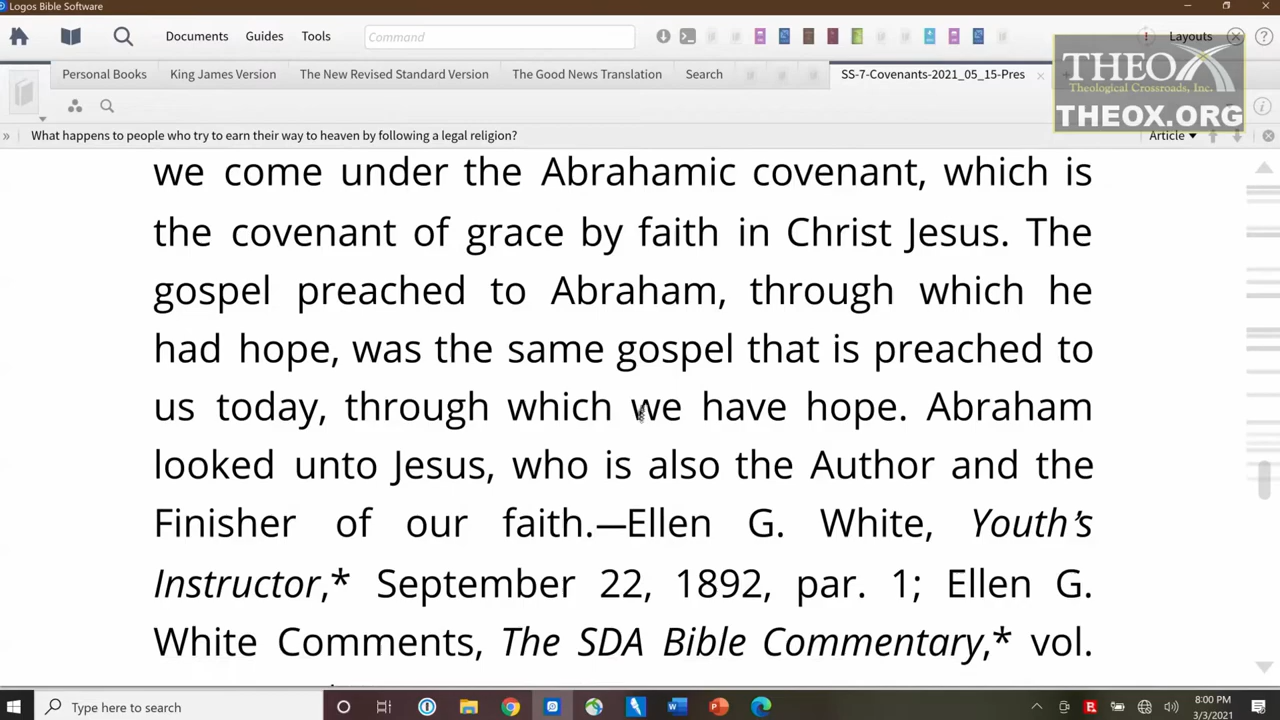 Logos Bible Software
Documents Guides Tools Command Layouts
THEOX
Theological Crossroads, Inc.
THEOX.ORG
Personal Books King James Version The New Revised Standard Version The Good News Translation Search SS-7-Covenants-2021_05_15-Pres
What happens to people who try to earn their way to heaven by following a legal religion? Article
we come under the Abrahamic covenant, which is
the covenant of grace by faith in Christ Jesus. The
gospel preached to Abraham, through which he
had hope, was the same gospel that is preached to
us today, through which we have hope. Abraham
looked unto Jesus, who is also the Author and the
Finisher of our faith.—Ellen G. White, Youth's
Instructor,* September 22, 1892, par. 1; Ellen G.
White Comments, The SDA Bible Commentary,* vol.
Type here to search
8:00 PM
3/3/2021